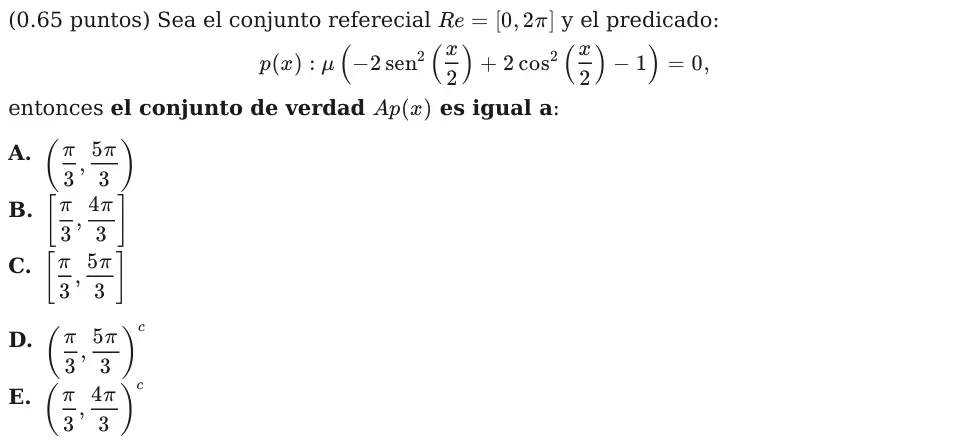 (0.65 puntos) Sea el conjunto referecial Re = [0, 2π] y el predicado:
p(x) : μ (−2 sen² (x/2) + 2 cos² (x/2) − 1) = 0,
entonces el conjunto de verdad Ap(x) es igual a:
A. (π/3, 5π/3)
B. [π/3, 4π/3]
C. [π/3, 5π/3]
D. (π/3, 5π/3)ᶜ
E. (π/3, 4π/3)ᶜ